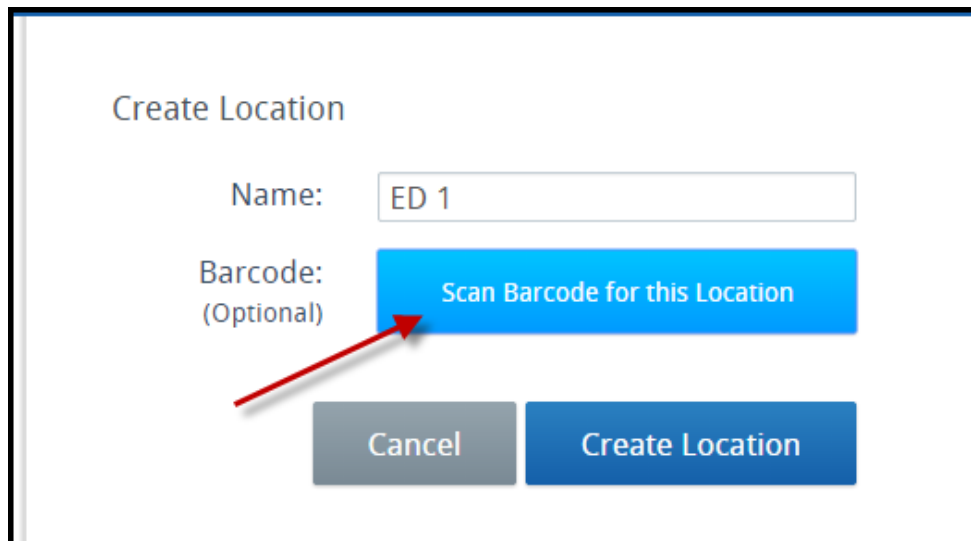 Create Location
Name:
ED 1
Barcode:
(Optional)
Scan Barcode for this Location
Cancel
Create Location